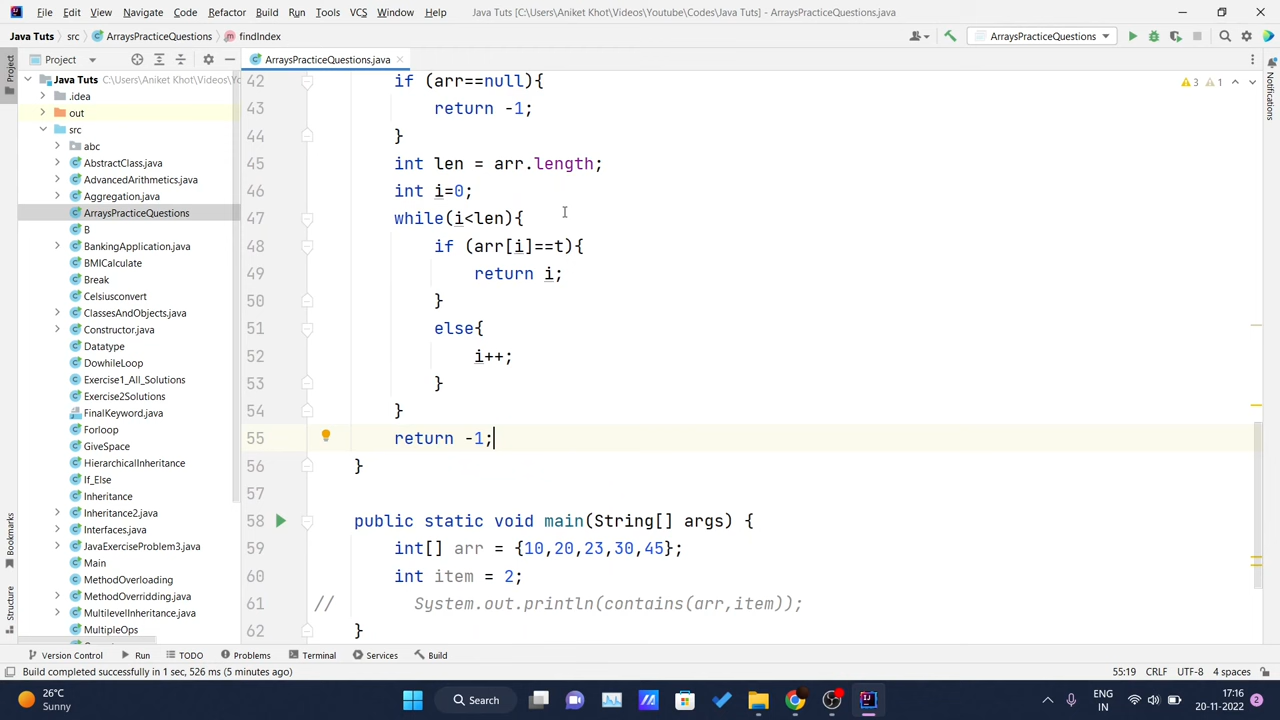 File Edit View Navigate Code Refactor Build Run Tools VCS Window Help Java Tuts [C:\Users\Aniket Khot\Videos\Youtube\Codes\Java Tuts] - ArraysPracticeQuestions.java
Java Tuts src ArraysPracticeQuestions findIndex ArraysPracticeQuestions
Project ArraysPracticeQuestions.java
Java Tuts C:\Users\Aniket Khot\Videos\Yo
.idea
out
src
abc
AbstractClass.java
AdvancedArithmetics.java
Aggregation.java
ArraysPracticeQuestions
B
BankingApplication.java
BMICalculate
Break
Celsiusconvert
ClassesAndObjects.java
Constructor.java
Datatype
DowhileLoop
Exercise1_All_Solutions
Exercise2Solutions
FinalKeyword.java
Forloop
GiveSpace
HierarchicalInheritance
If_Else
Inheritance
Inheritance2.java
Interfaces.java
JavaExerciseProblem3.java
Main
MethodOverloading
MethodOverridding.java
MultilevelInheritance.java
MultipleOps
42 if (arr==null){
43 return -1;
44 }
45 int len = arr.length;
46 int i=0;
47 while(i<len){
48 if (arr[i]==t){
49 return i;
50 }
51 else{
52 i++;
53 }
54 }
55 return -1;
56 }
57
58 public static void main(String[] args) {
59 int[] arr = {10,20,23,30,45};
60 int item = 2;
61 // System.out.println(contains(arr,item));
62 }
3 1
Project
Bookmarks
Structure
Notifications
Version Control Run TODO Problems Terminal Services Build
Build completed successfully in 1 sec, 526 ms (5 minutes ago) 55:19 CRLF UTF-8 4 spaces
26°C
Sunny
Search
ENG
IN
17:16
20-11-2022
2